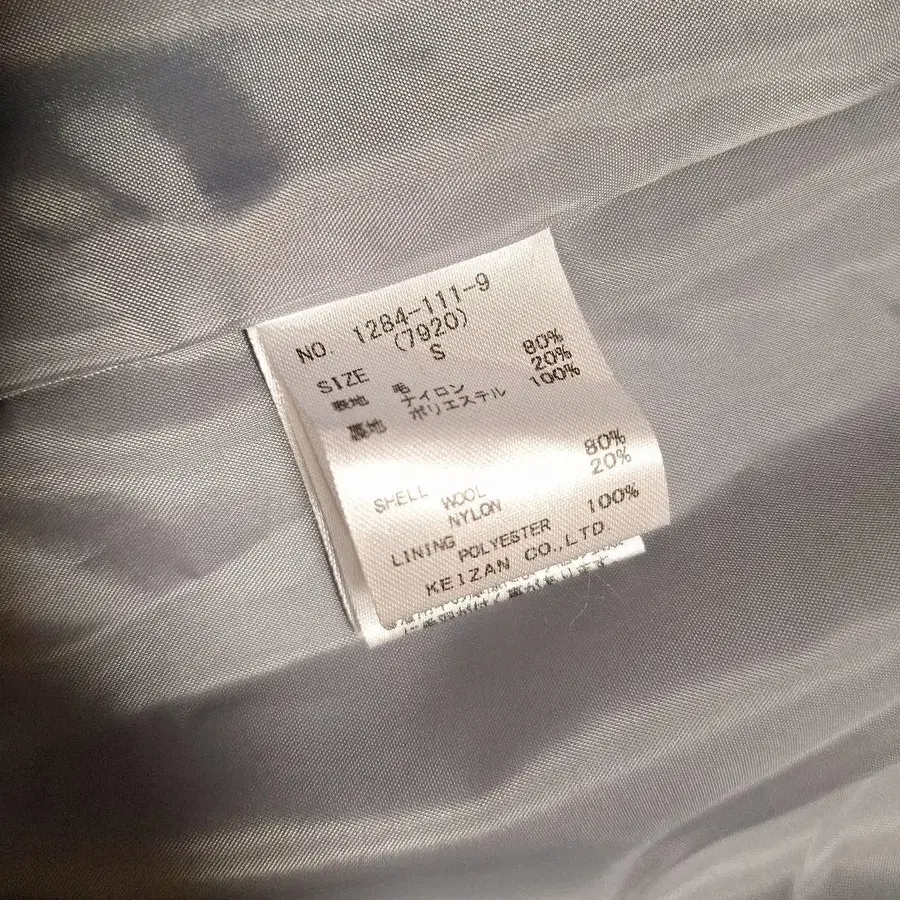 NO. 1284-111-9
(7920)
SIZE S
表地 毛 80%
ナイロン 20%
裏地 ポリエステル 100%
SHELL WOOL 80%
NYLON 20%
LINING POLYESTER 100%
KEIZAN CO.,LTD.